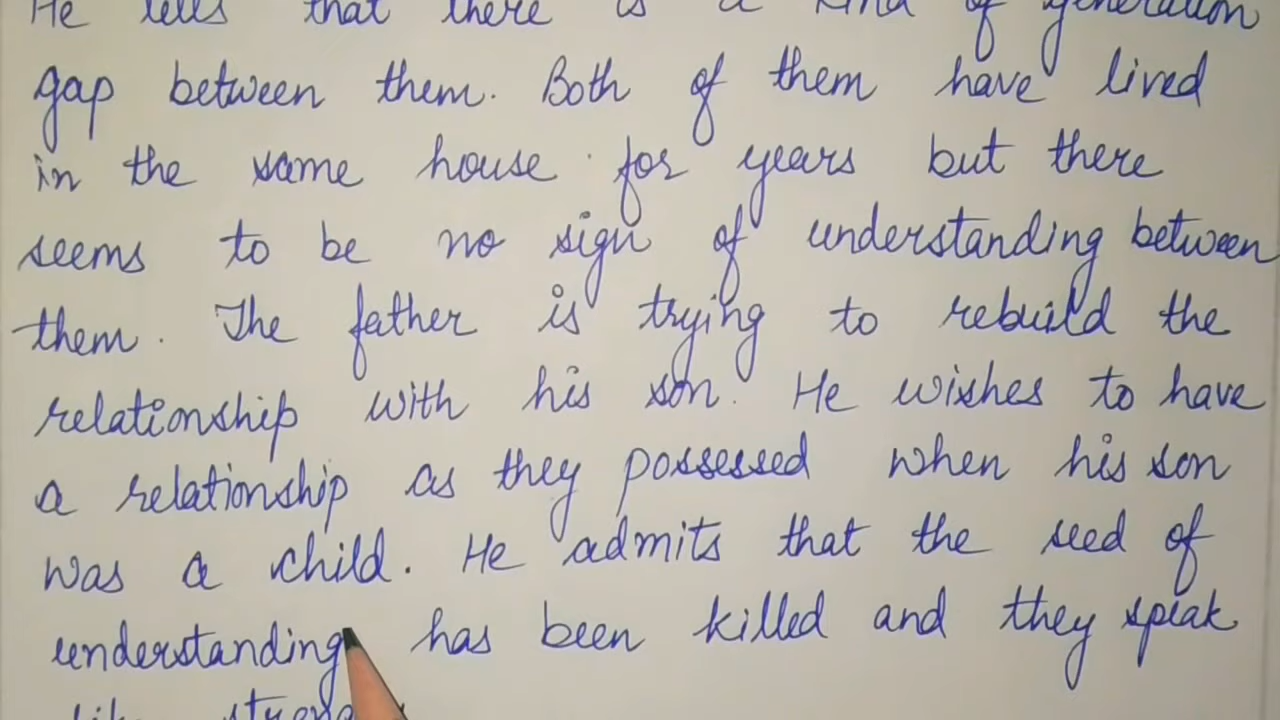 He tells that there is a kind of generation
gap between them. Both of them have lived
in the same house for years but there
seems to be no sign of understanding between
them. The father is trying to rebuild the
relationship with his son. He wishes to have
a relationship as they possessed when his son
was a child. He admits that the seed of
understanding has been killed and they speak
like